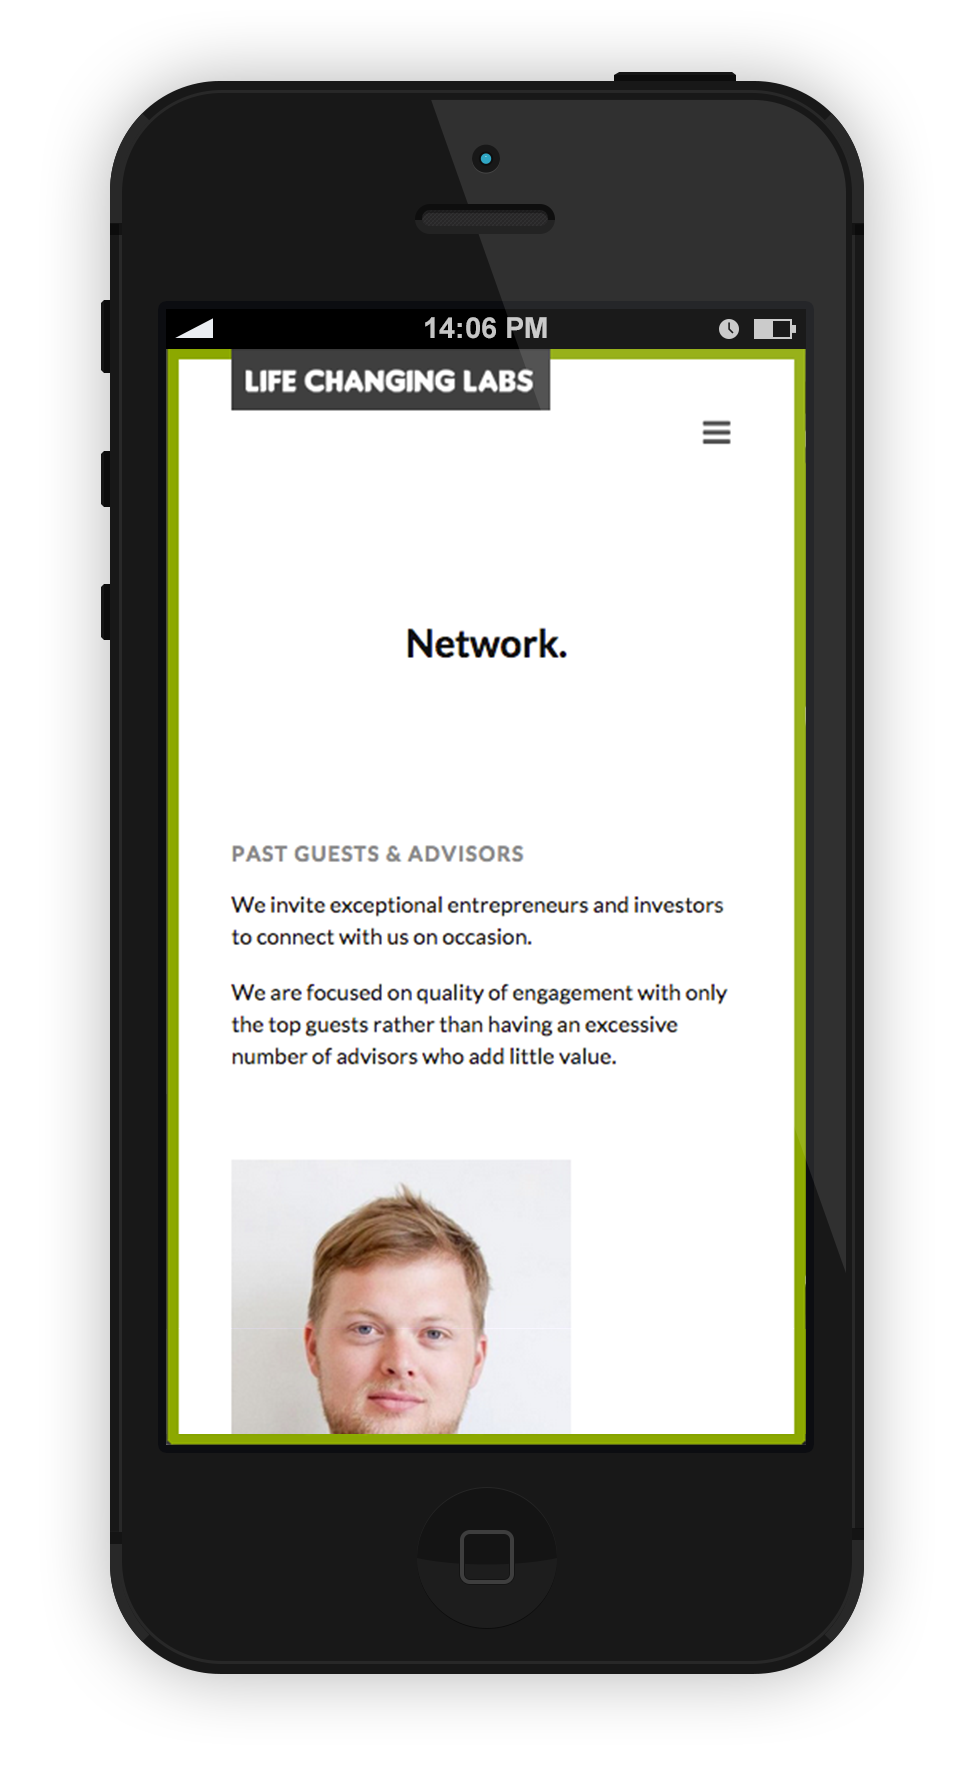 14:06 PM
LIFE CHANGING LABS
Network.
PAST GUESTS & ADVISORS
We invite exceptional entrepreneurs and investors
to connect with us on occasion.
We are focused on quality of engagement with only
the top guests rather than having an excessive
number of advisors who add little value.